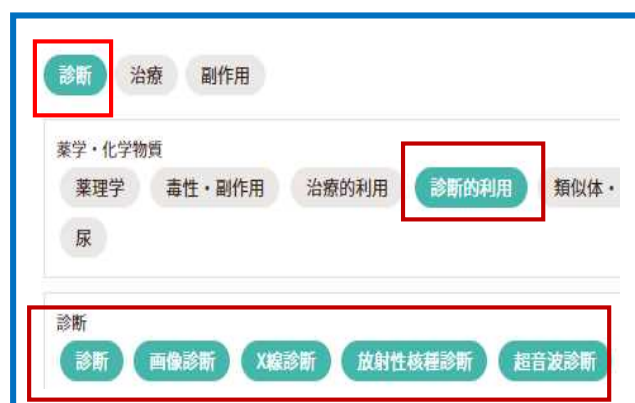 診断 治療 副作用
薬学・化学物質
薬理学 毒性・副作用 治療的利用 診断的利用 類似体・
尿
診断
診断 画像診断 X線診断 放射性核種診断 超音波診断